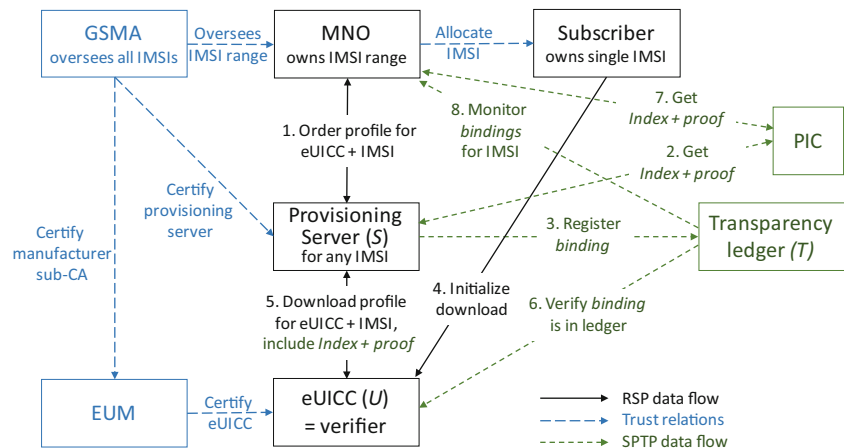 GSMA
oversees all IMSIs
Oversees
IMSI range
MNO
owns IMSI range
Allocate
IMSI
Subscriber
owns single IMSI
1. Order profile for
eUICC + IMSI
8. Monitor
bindings
for IMSI
7. Get
Index + proof
2. Get
Index + proof
PIC
Certify
provisioning
server
Certify
manufacturer
sub-CA
Provisioning
Server (S)
for any IMSI
3. Register
binding
Transparency
ledger (T)
5. Download profile
for eUICC + IMSI,
include Index + proof
4. Initialize
download
6. Verify binding
is in ledger
EUM
Certify
eUICC
eUICC (U)
= verifier
RSP data flow
Trust relations
SPTP data flow